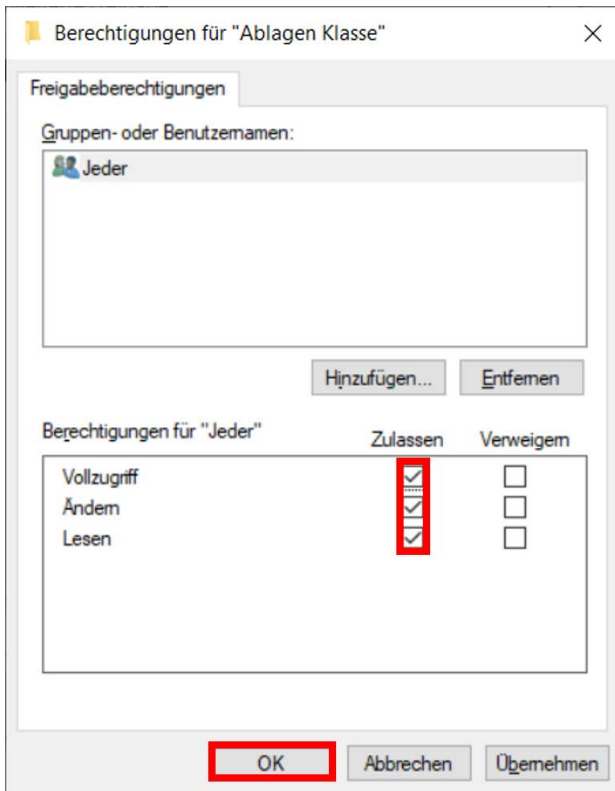 Berechtigungen für "Ablagen Klasse"
Freigabeberechtigungen
Gruppen- oder Benutzernamen:
Jeder
Hinzufügen... Entfernen
Berechtigungen für "Jeder" Zulassen Verweigern
Vollzugriff
Ändern
Lesen
OK Abbrechen Übernehmen